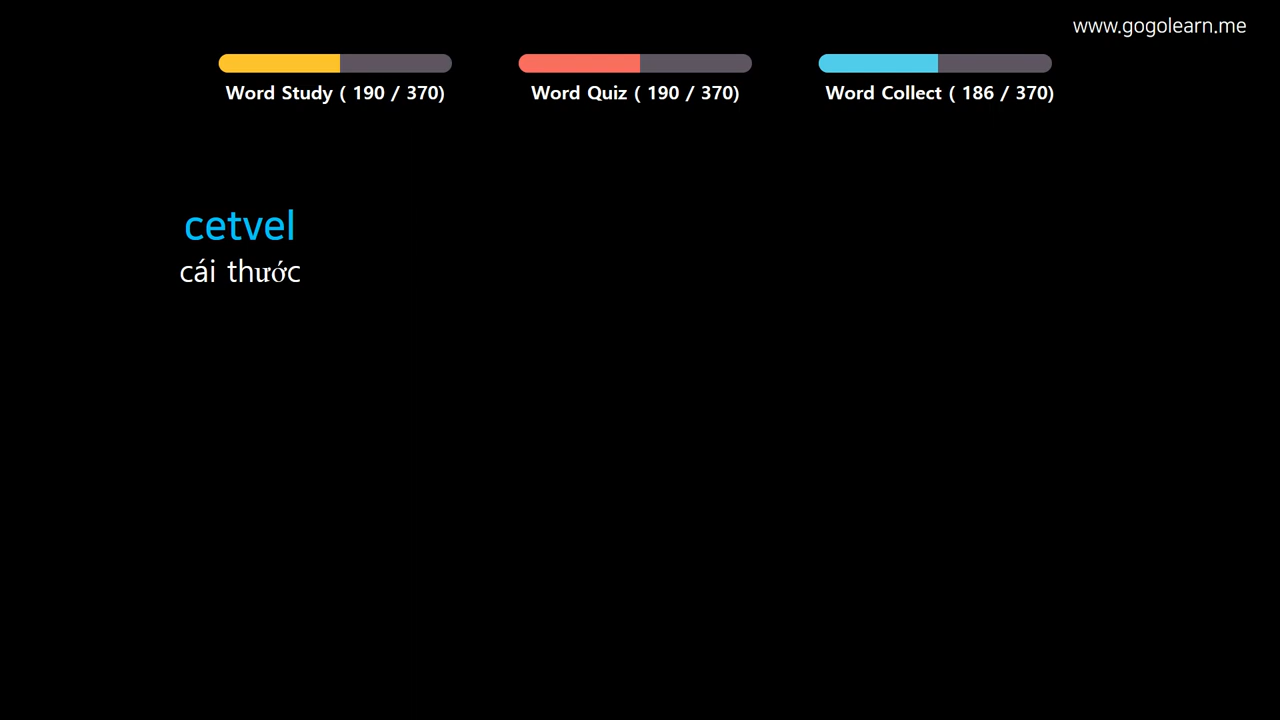 www.gogolearn.me
Word Study ( 190 / 370)
Word Quiz ( 190 / 370)
Word Collect ( 186 / 370)
cetvel
cái thước